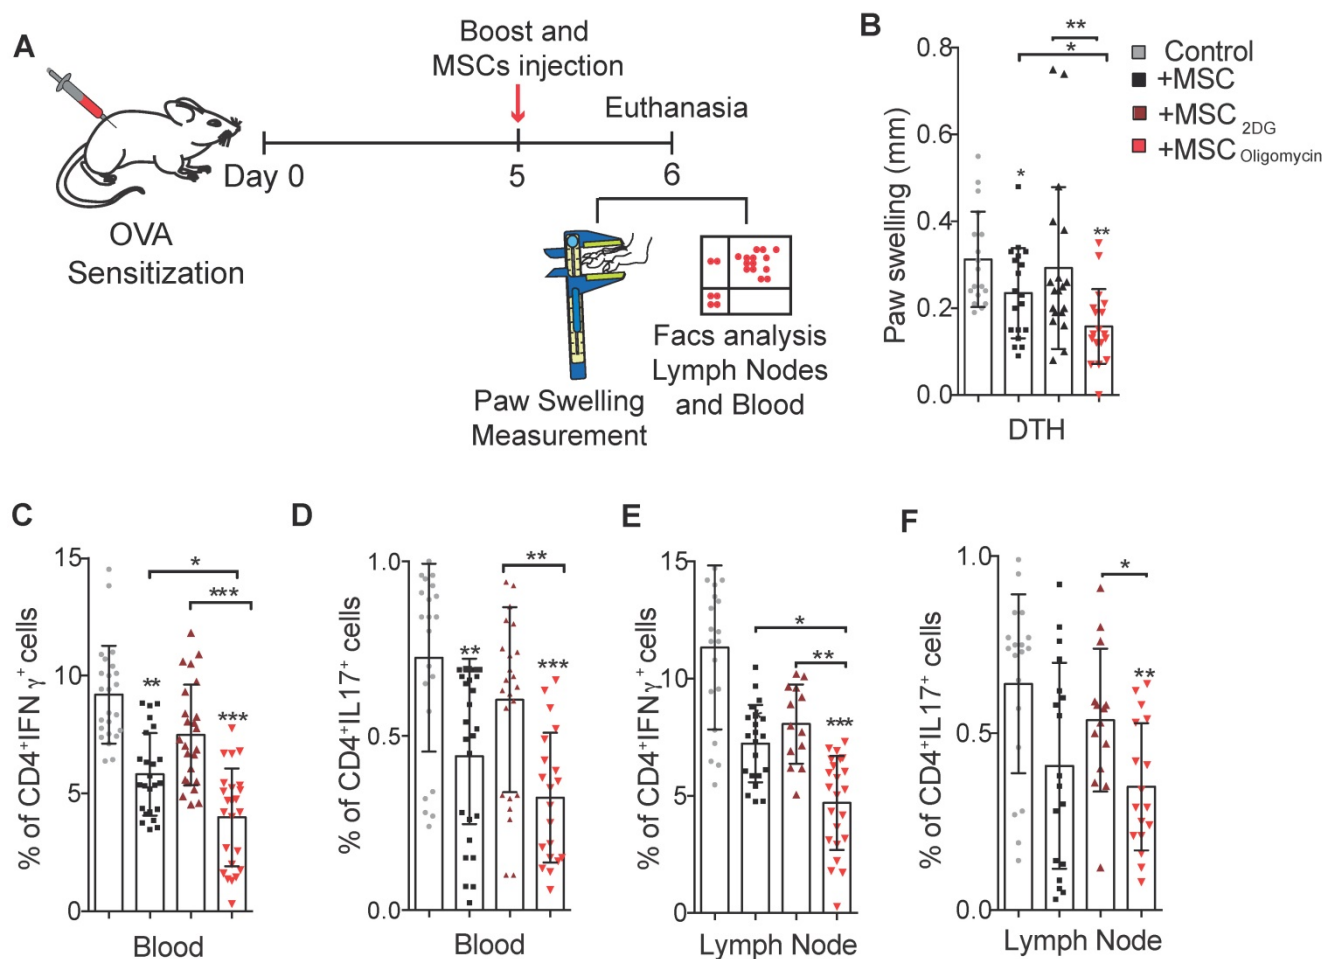 A
Boost and
MSCs injection
Euthanasia
Day 0
5
6
OVA
Sensitization
Paw Swelling
Measurement
Facs analysis
Lymph Nodes
and Blood
B
Paw swelling (mm)
0.8
0.6
0.4
0.2
0.0
**
*
*
**
DTH
Control
+MSC
+MSC 2DG
+MSC Oligomycin
C
% of CD4⁺IFNγ⁺ cells
15
10
5
0
*
***
**
***
Blood
D
% of CD4⁺IL17⁺ cells
1.0
0.5
0.0
**
**
***
Blood
E
% of CD4⁺IFNγ⁺ cells
15
10
5
0
*
**
***
Lymph Node
F
% of CD4⁺IL17⁺ cells
1.0
0.5
0.0
*
**
Lymph Node